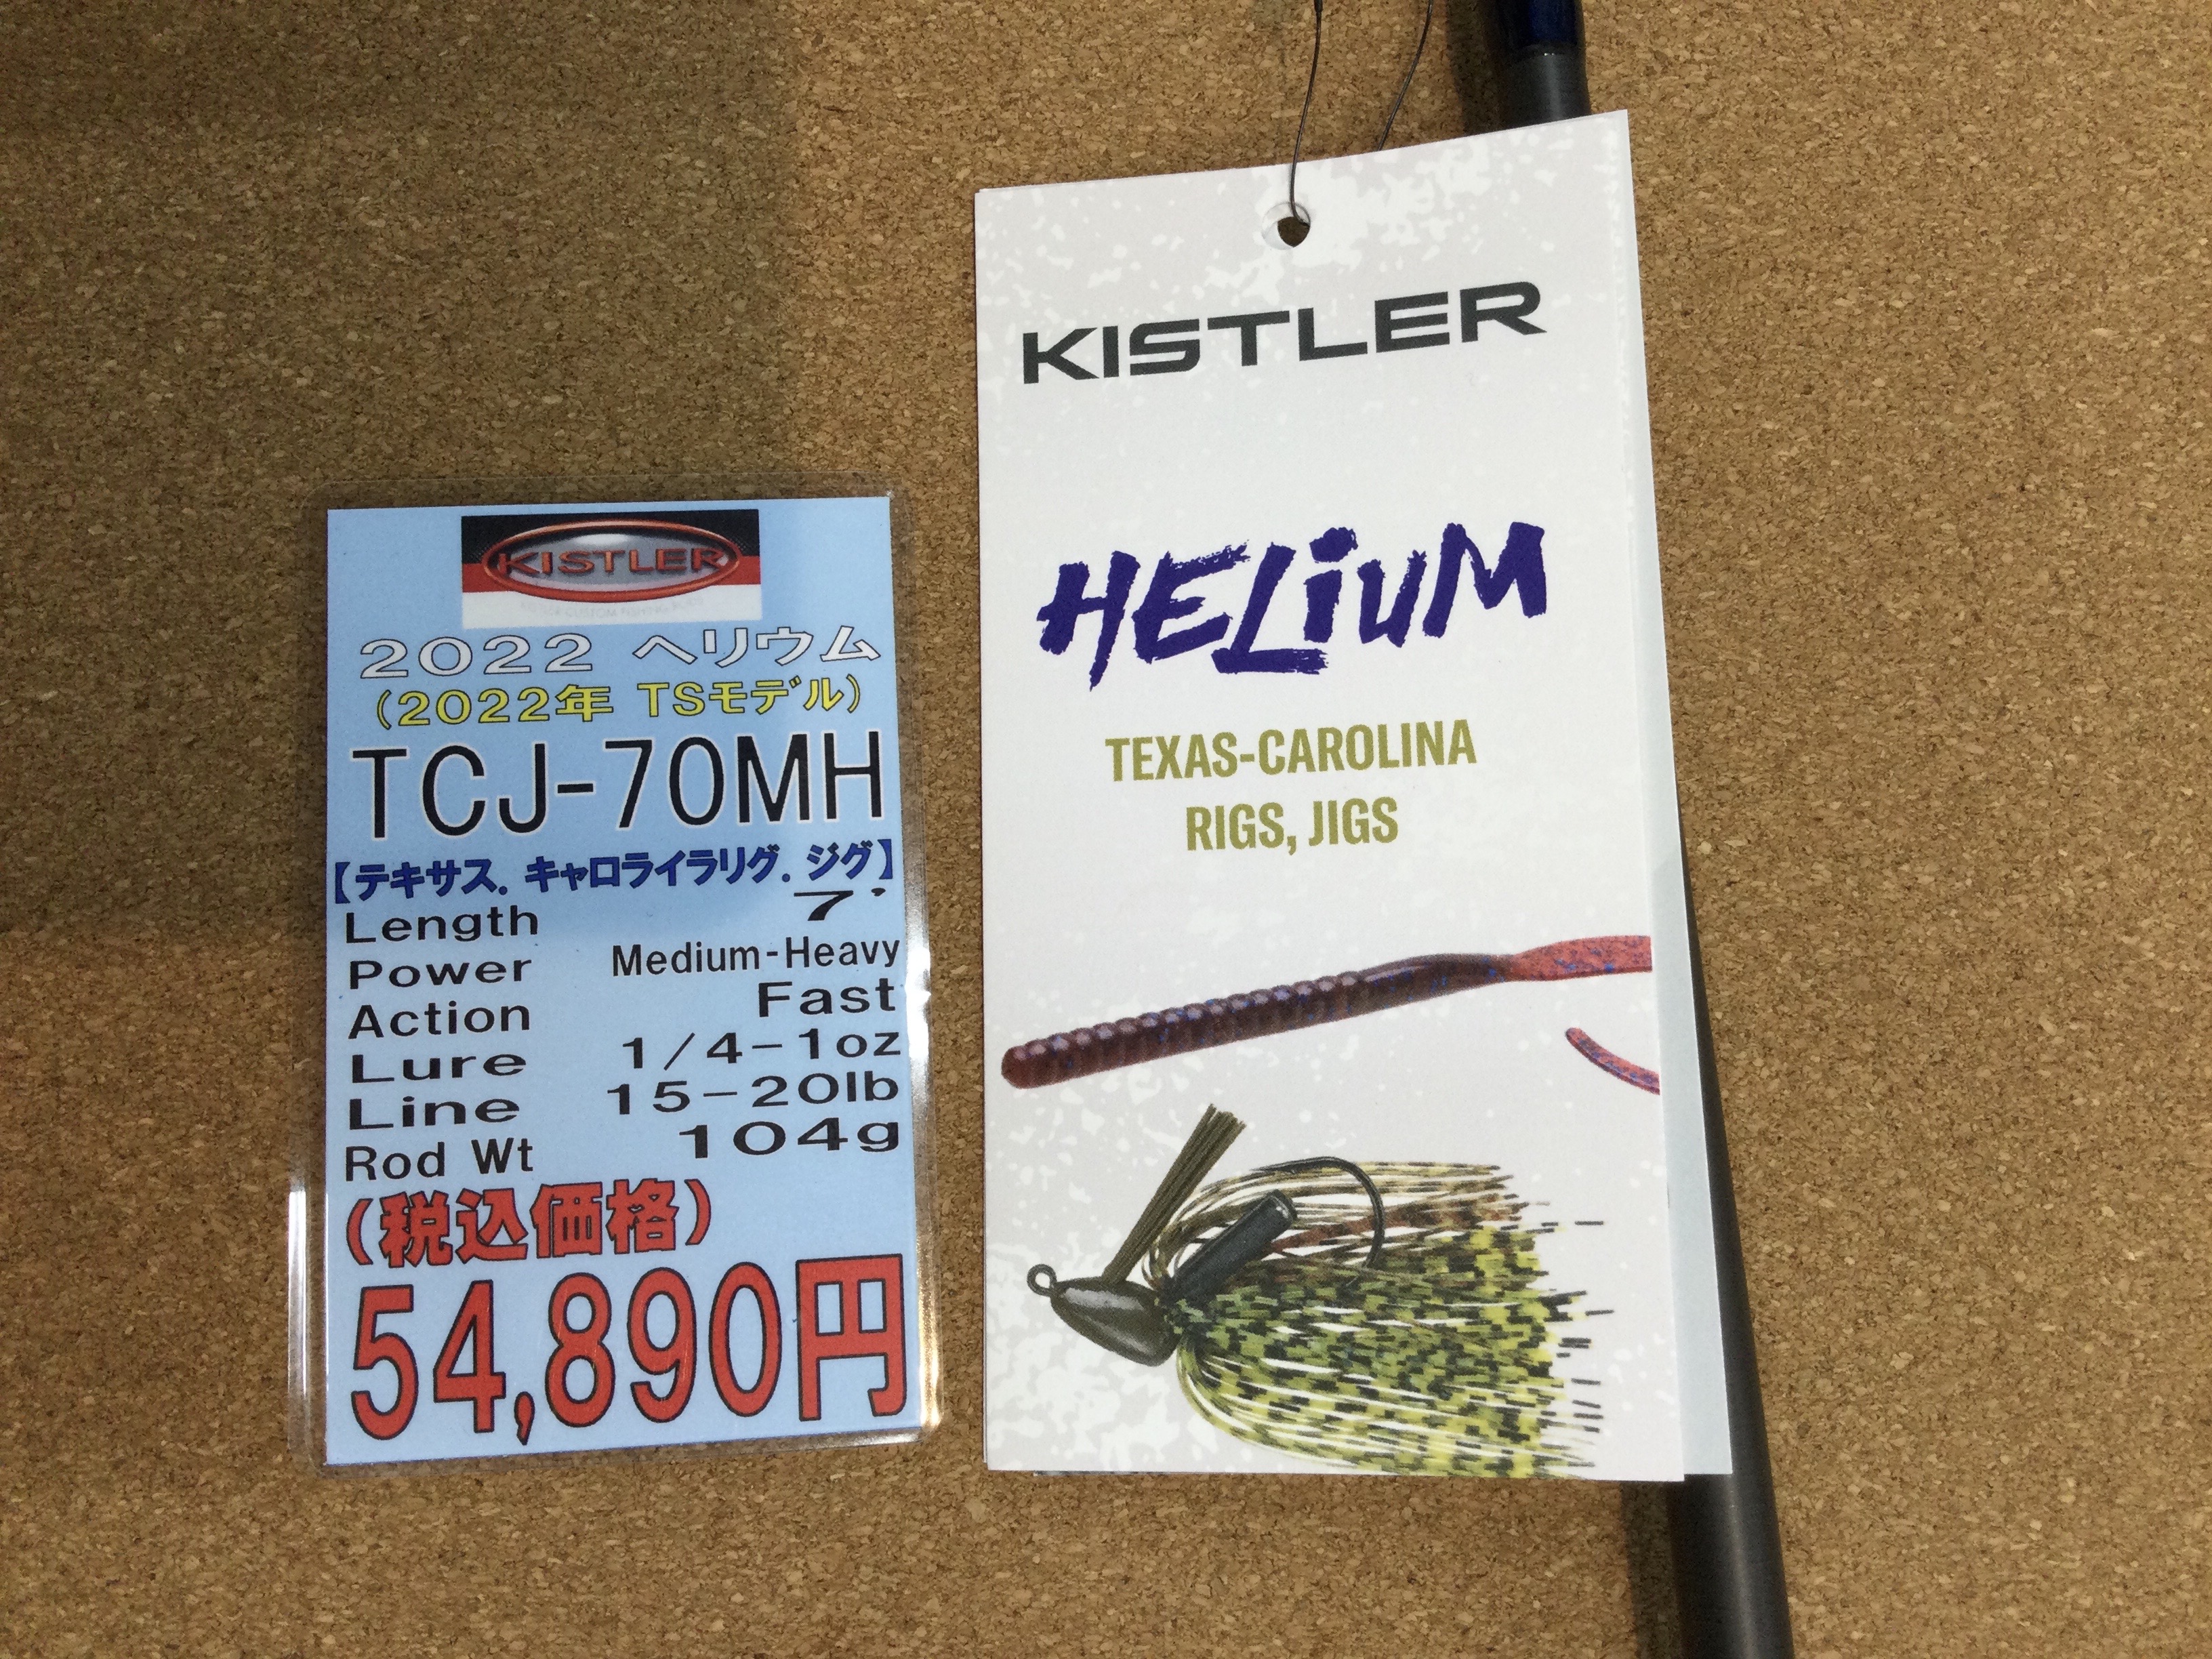 KISTLER
2022 ヘリウム
(2022年 TSモデル)
TCJ-70MH
【テキサス．キャロライラリグ．ジグ】
Length 7'
Power Medium-Heavy
Action Fast
Lure 1/4-1oz
Line 15-20lb
Rod Wt 104g
(税込価格)
54,890円
KISTLER
HELiUM
TEXAS-CAROLINA
RIGS, JIGS